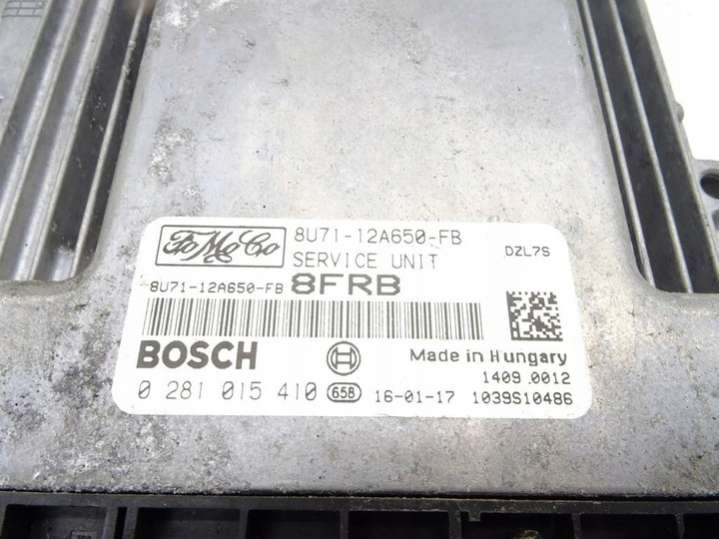 FoMoCo 8U71-12A650-FB DZL7S
SERVICE UNIT
8U71-12A650-FB 8FRB
BOSCH Made in Hungary
1409.0012
0 281 015 410 65B 16-01-17 1039S10486